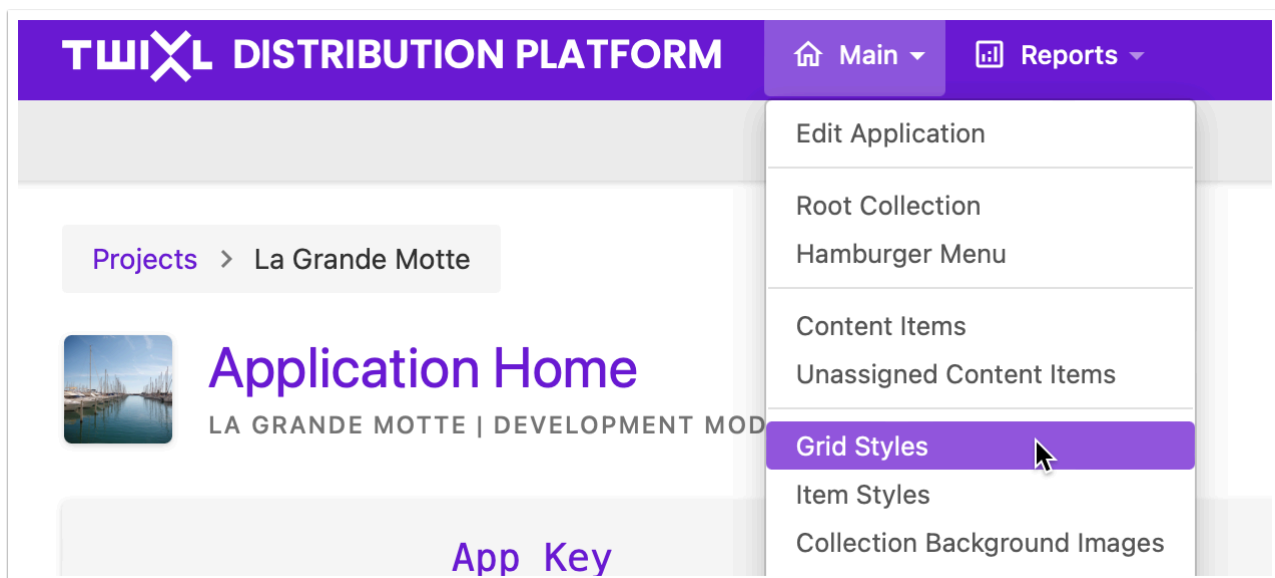 TWIXL DISTRIBUTION PLATFORM
Main
Reports
Edit Application
Root Collection
Hamburger Menu
Content Items
Unassigned Content Items
Grid Styles
Item Styles
Collection Background Images
Projects > La Grande Motte
Application Home
LA GRANDE MOTTE | DEVELOPMENT MOD
App Key